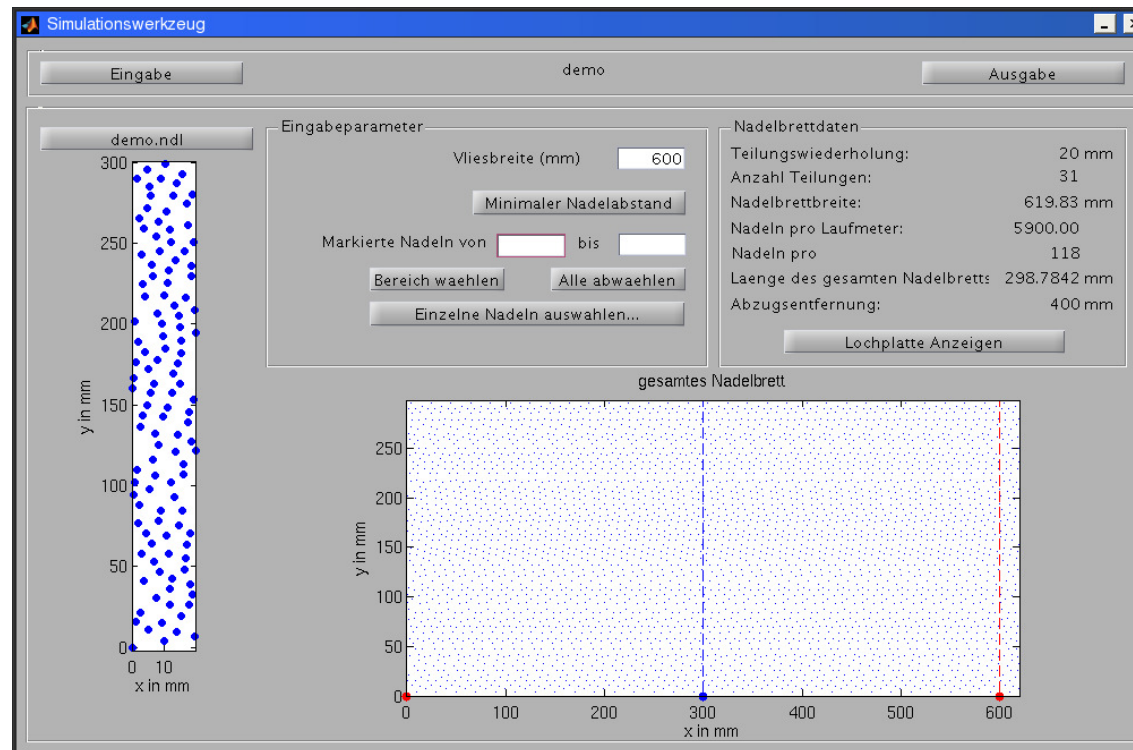 Simulationswerkzeug
Eingabe
demo
Ausgabe
demo.ndl
300
250
200
150
100
50
0
y in mm
0 10
x in mm
Eingabeparameter
Vliesbreite (mm) 600
Minimaler Nadelabstand
Markierte Nadeln von bis
Bereich waehlen Alle abwaehlen
Einzelne Nadeln auswahlen...
Nadelbrettdaten
Teilungswiederholung: 20 mm
Anzahl Teilungen: 31
Nadelbrettbreite: 619.83 mm
Nadeln pro Laufmeter: 5900.00
Nadeln pro 118
Laenge des gesamten Nadelbretts 298.7842 mm
Abzugsentfernung: 400 mm
Lochplatte Anzeigen
gesamtes Nadelbrett
250
200
150
100
50
0
y in mm
0 100 200 300 400 500 600
x in mm